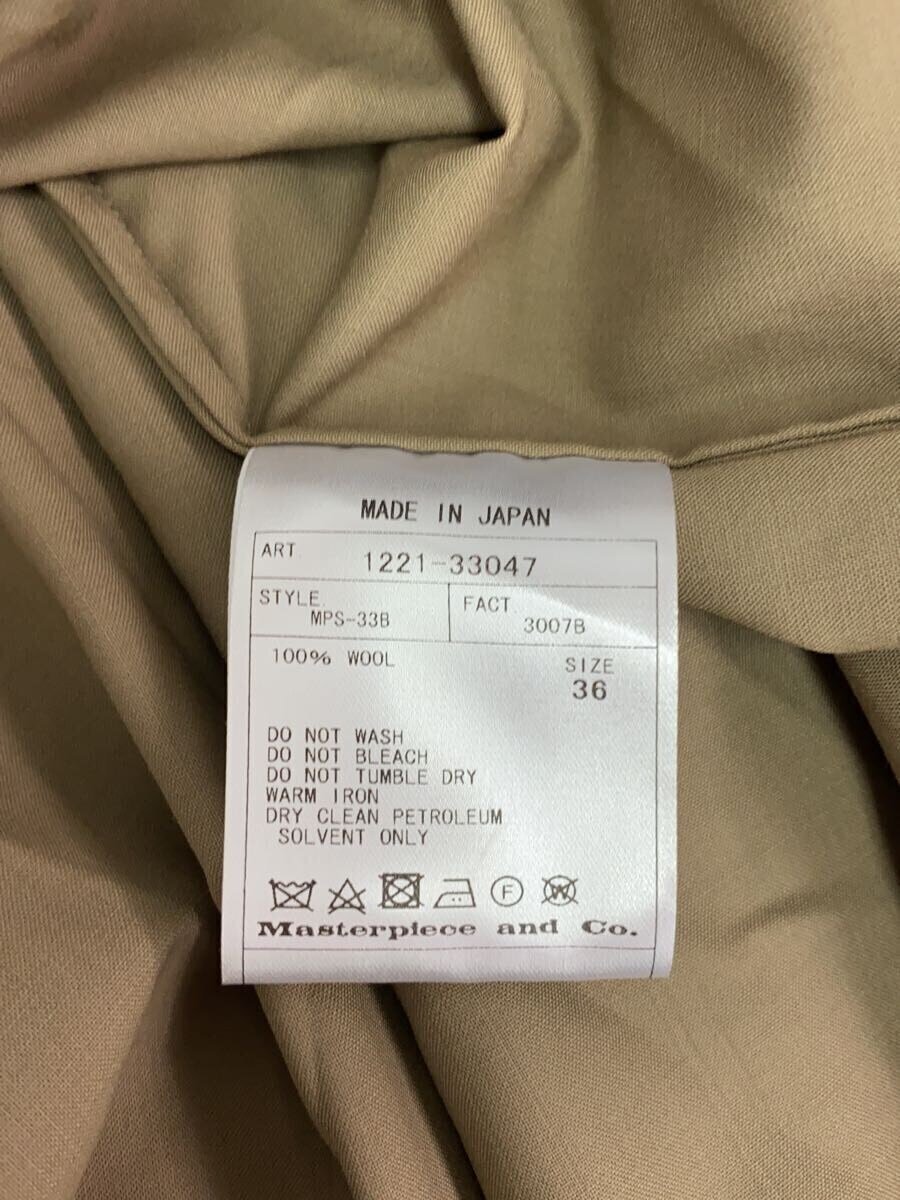 MADE IN JAPAN
ART. 1221-33047
STYLE. MPS-33B
FACT. 3007B
100% WOOL
SIZE
36
DO NOT WASH
DO NOT BLEACH
DO NOT TUMBLE DRY
WARM IRON
DRY CLEAN PETROLEUM
SOLVENT ONLY
F W
Masterpiece and Co.